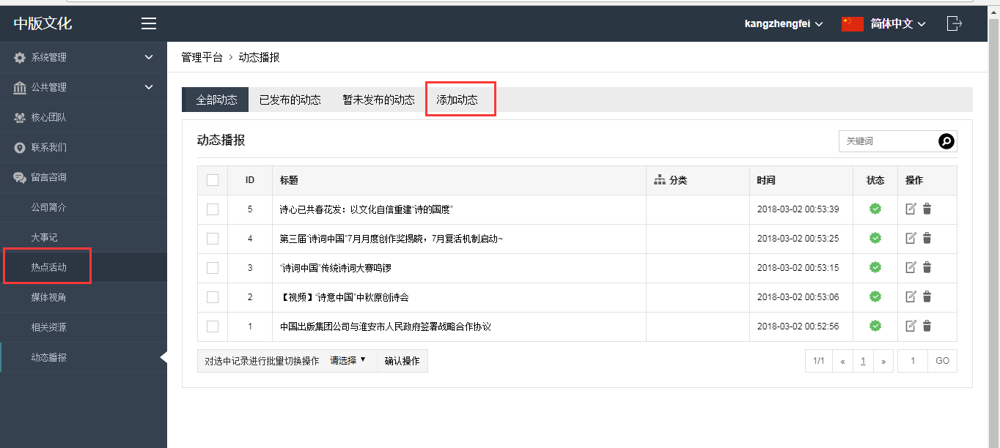 中版文化
kangzhengfei
简体中文
系统管理
公共管理
核心团队
联系我们
留言咨询
公司简介
大事记
热点活动
媒体视角
相关资源
动态播报
管理平台 › 动态播报
全部动态 已发布的动态 暂未发布的动态 添加动态
动态播报
关键词
ID 标题 分类 时间 状态 操作
5 诗心已共春花发：以文化自信重建“诗的国度” 2018-03-02 00:53:39
4 第三届“诗词中国”7月月度创作奖揭晓，7月复活机制启动~ 2018-03-02 00:53:25
3 “诗词中国”传统诗词大赛鸣锣 2018-03-02 00:53:15
2 【视频】“诗意中国”中秋原创诗会 2018-03-02 00:53:06
1 中国出版集团公司与淮安市人民政府签署战略合作协议 2018-03-02 00:52:56
对选中记录进行批量切换操作 请选择 ▼ 确认操作
1/1 « 1 » 1 GO